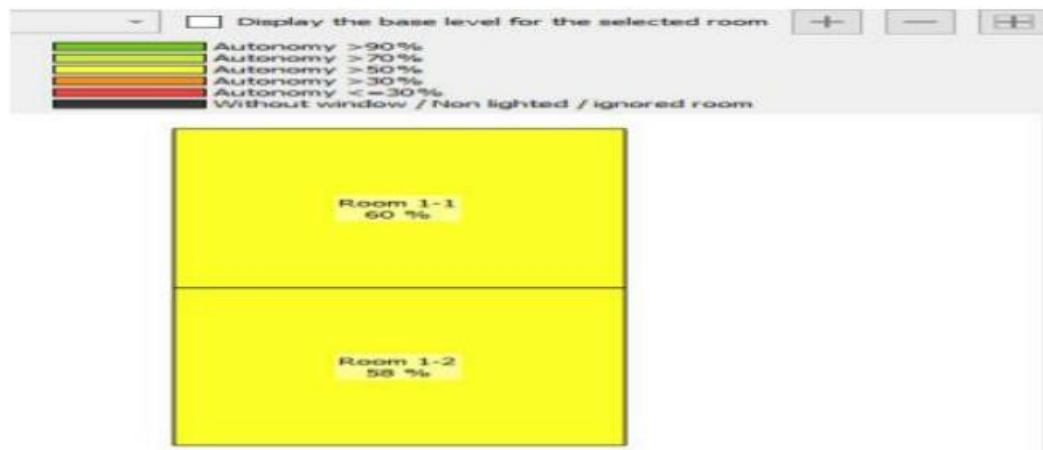 Display the base level for the selected room
Autonomy >90%
Autonomy >70%
Autonomy >50%
Autonomy >30%
Autonomy <=30%
Without window / Non lighted / ignored room
Room 1-1
60 %
Room 1-2
58 %